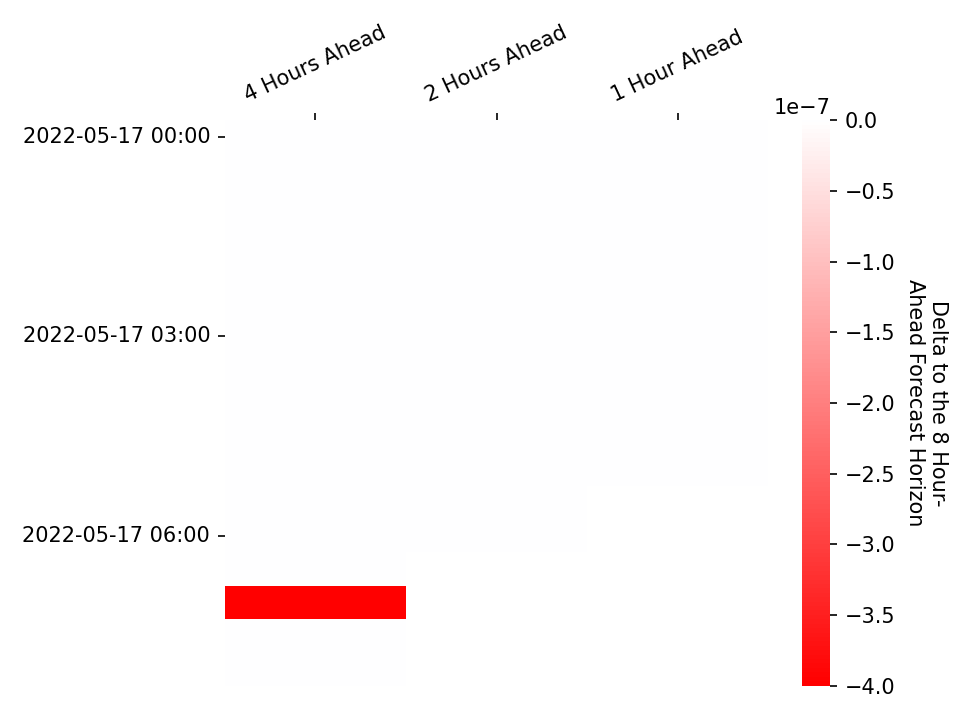 4 Hours Ahead
2 Hours Ahead
1 Hour Ahead
2022-05-17 00:00
2022-05-17 03:00
2022-05-17 06:00
1e−7
0.0
−0.5
−1.0
−1.5
−2.0
−2.5
−3.0
−3.5
−4.0
Delta to the 8 Hour-
Ahead Forecast Horizon